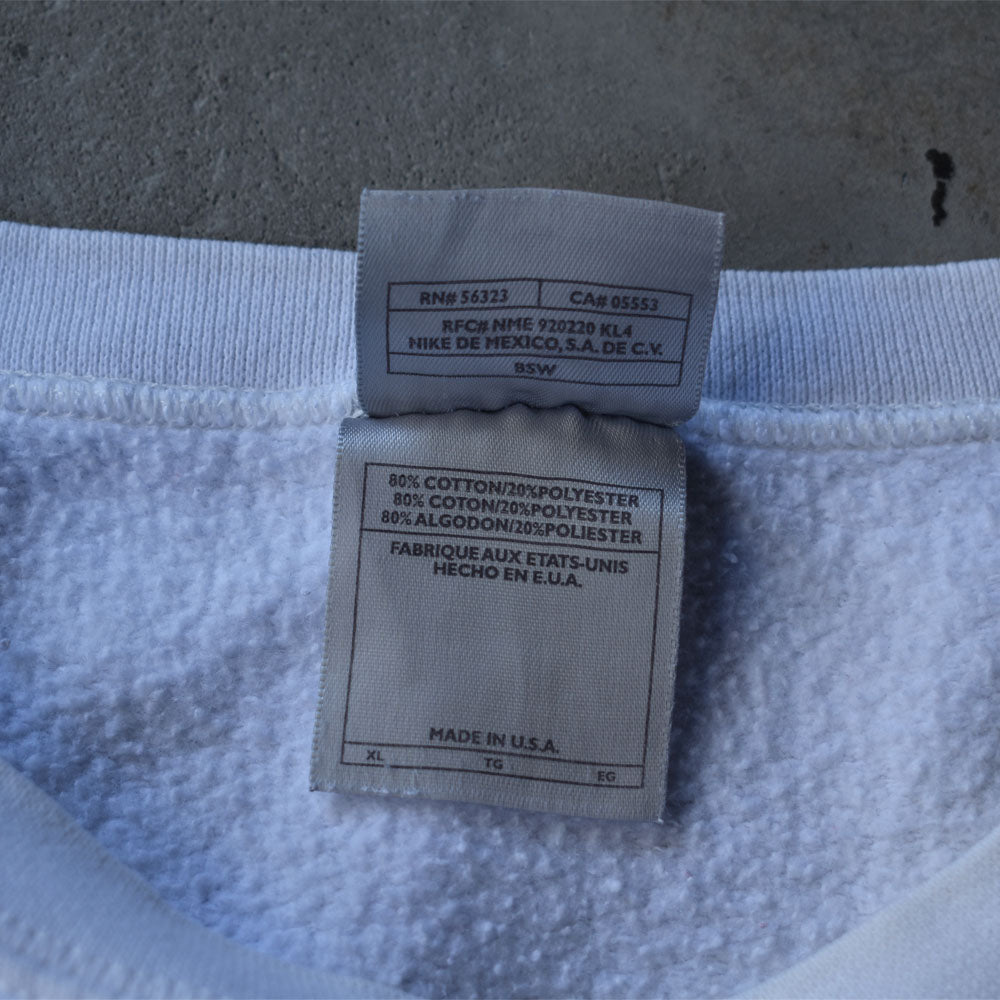 RN# 56323 CA# 05553
RFC# NME 920220 KL4
NIKE DE MEXICO, S.A. DE C.V.
BSW
80% COTTON/20%POLYESTER
80% COTON/20%POLYESTER
80% ALGODON/20%POLIESTER
FABRIQUE AUX ETATS-UNIS
HECHO EN E.U.A.
MADE IN U.S.A.
XL TG EG